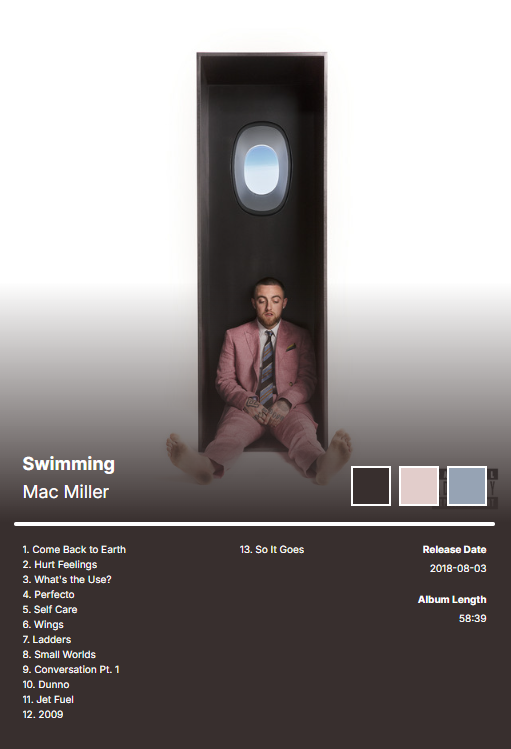 Swimming
Mac Miller
1. Come Back to Earth
2. Hurt Feelings
3. What's the Use?
4. Perfecto
5. Self Care
6. Wings
7. Ladders
8. Small Worlds
9. Conversation Pt. 1
10. Dunno
11. Jet Fuel
12. 2009
13. So It Goes
Release Date
2018-08-03
Album Length
58:39